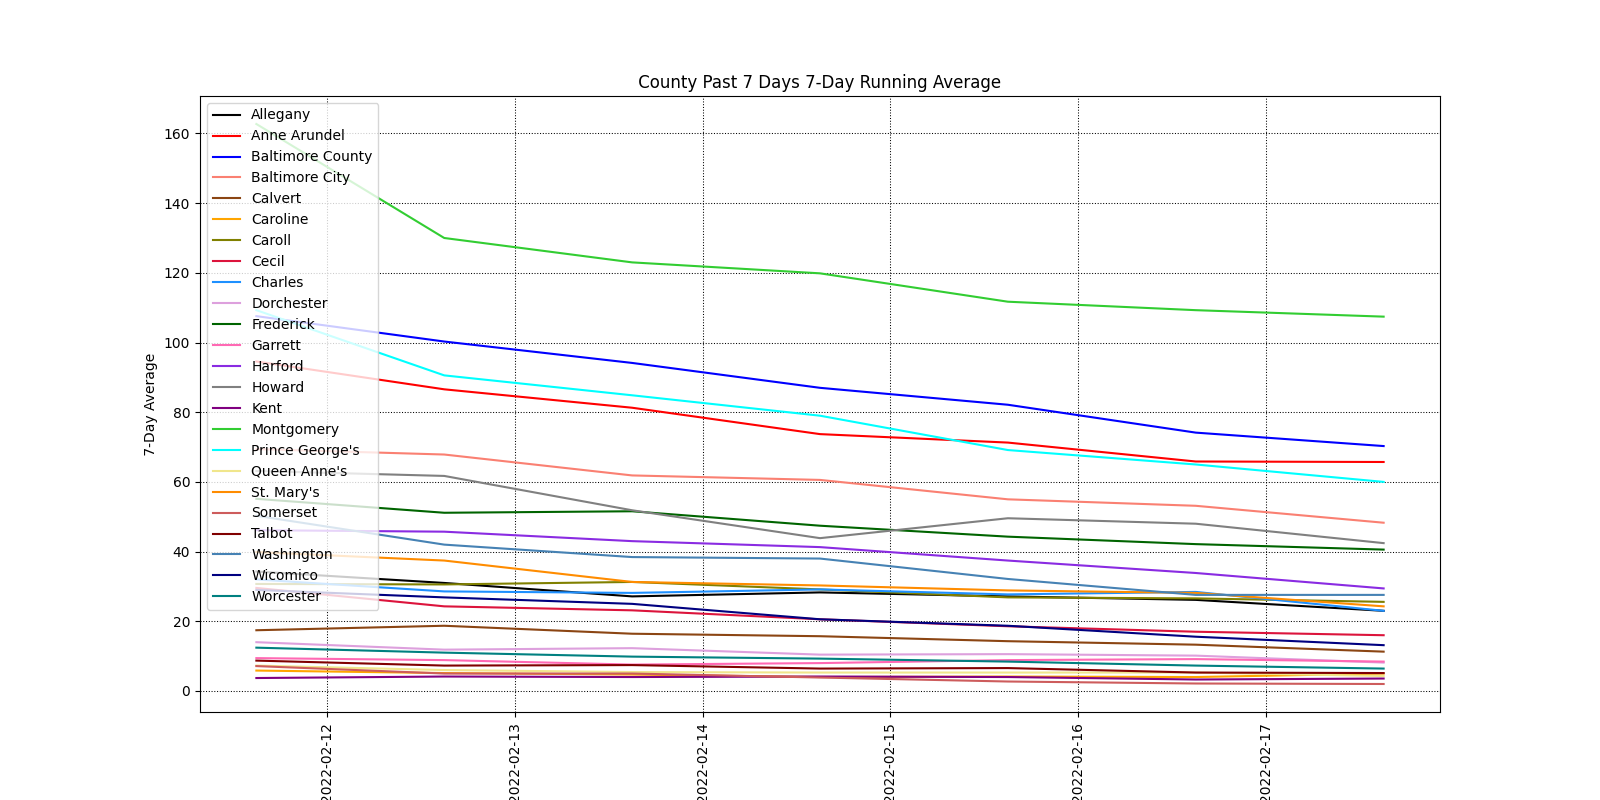 County Past 7 Days 7-Day Running Average
7-Day Average
160
140
120
100
80
60
40
20
0
Allegany
Anne Arundel
Baltimore County
Baltimore City
Calvert
Caroline
Caroll
Cecil
Charles
Dorchester
Frederick
Garrett
Harford
Howard
Kent
Montgomery
Prince George's
Queen Anne's
St. Mary's
Somerset
Talbot
Washington
Wicomico
Worcester
2022-02-12
2022-02-13
2022-02-14
2022-02-15
2022-02-16
2022-02-17